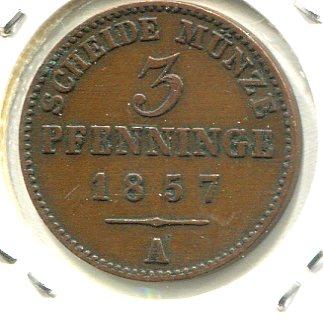 SCHEIDE MÜNZE
3
PFENNINGE
1857
A